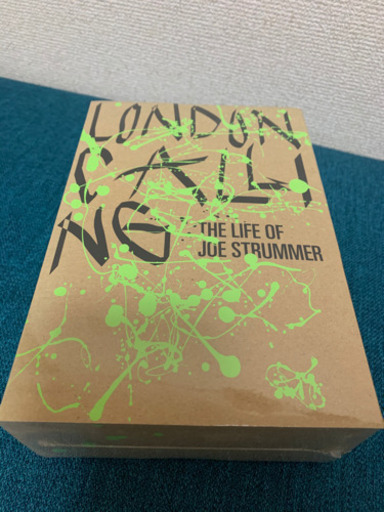 LONDON
CALLI
NG
THE LIFE OF
JOE STRUMMER